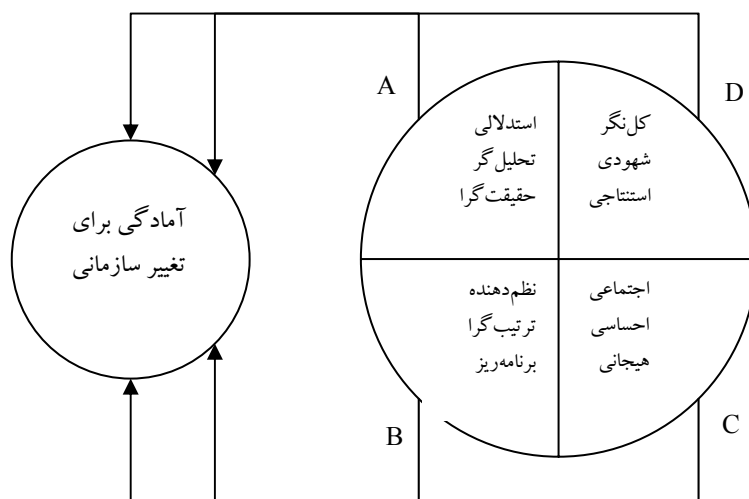 A
D
استدلالی
تحلیل‌گر
حقیقت‌گرا
کل‌نگر
شهودی
استنتاجی
آمادگی برای
تغییر سازمانی
نظم‌دهنده
ترتیب‌گرا
برنامه‌ریز
اجتماعی
احساسی
هیجانی
B
C